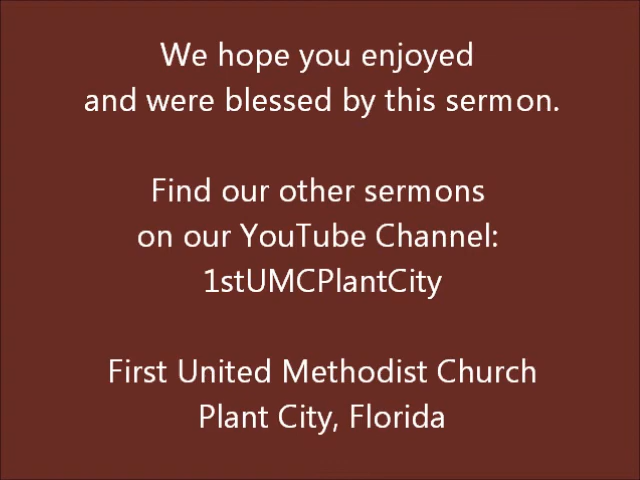 We hope you enjoyed
and were blessed by this sermon.
Find our other sermons
on our YouTube Channel:
1stUMCPlantCity
First United Methodist Church
Plant City, Florida